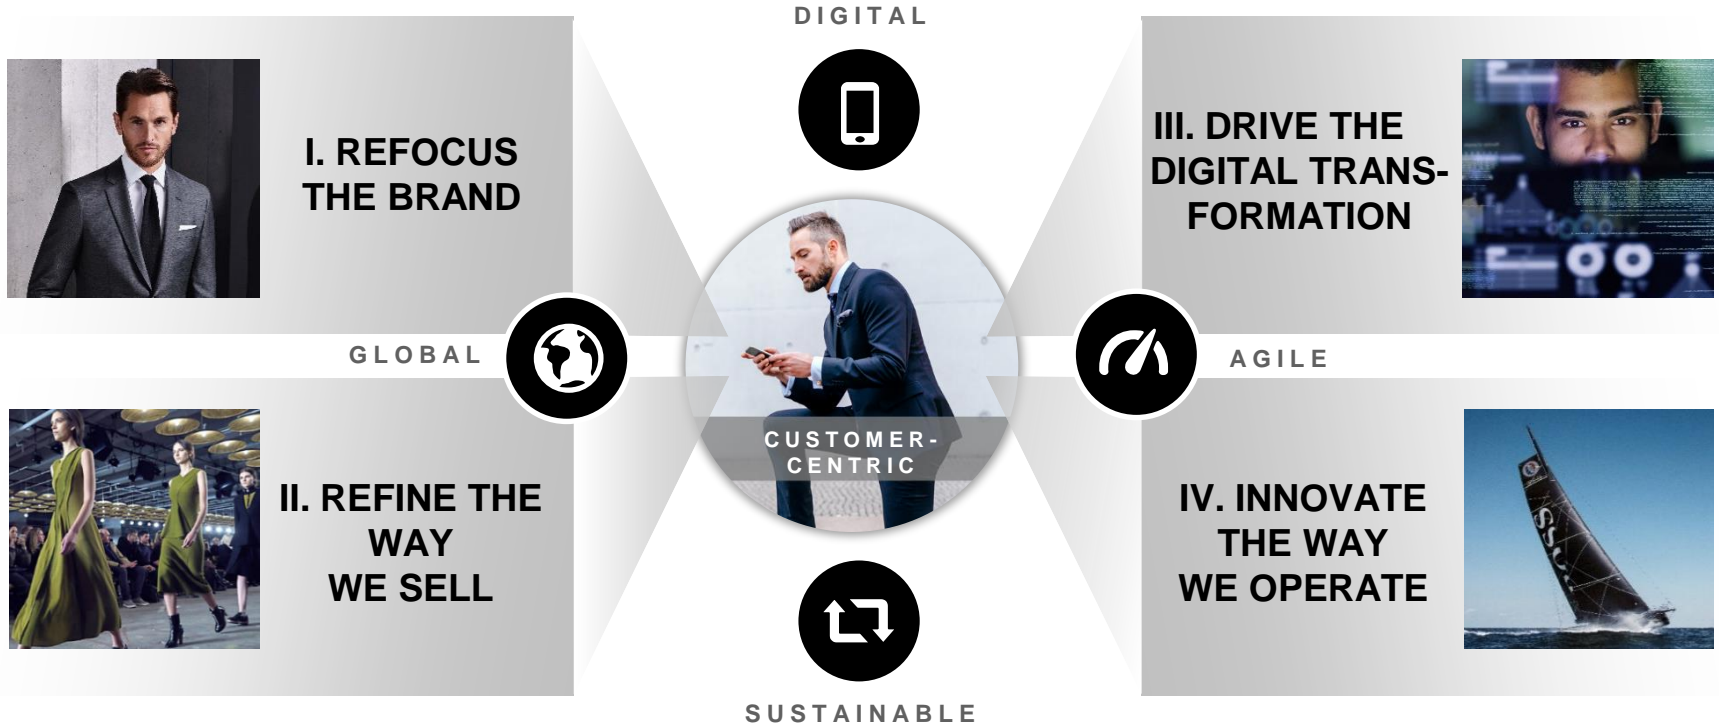 DIGITAL
I. REFOCUS
THE BRAND
III. DRIVE THE
DIGITAL TRANS-
FORMATION
GLOBAL
AGILE
CUSTOMER-
CENTRIC
II. REFINE THE
WAY
WE SELL
IV. INNOVATE
THE WAY
WE OPERATE
SUSTAINABLE